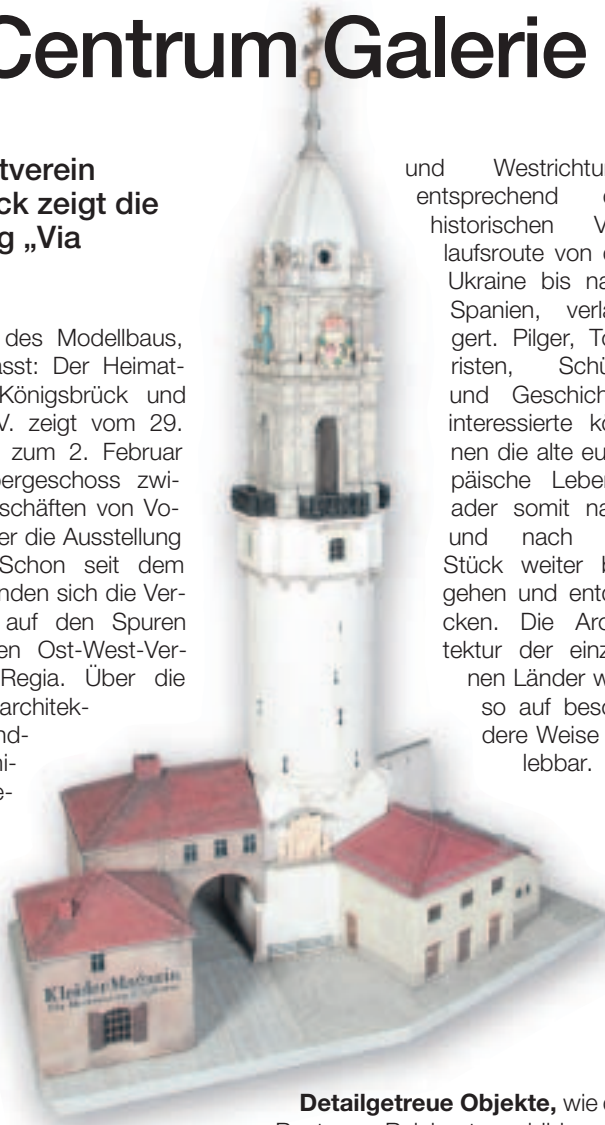 Centrum Galerie
tverein
ck zeigt die
g „Via
des Modellbaus,
asst: Der Heimat-
Königsbrück und
V. zeigt vom 29.
zum 2. Februar
bergeschoss zwi-
schäften von Vo-
er die Ausstellung
Schon seit dem
nden sich die Ver-
auf den Spuren
en Ost-West-Ver-
Regia. Über die
architek-
nd-
ni-
e-
und Westrichtun
entsprechend
historischen V
laufsroute von
Ukraine bis na
Spanien, verla
gert. Pilger, To
risten, Schü
und Geschich
interessierte kö
nen die alte eu
päische Leben
ader somit na
und nach
Stück weiter b
gehen und ent
cken. Die Arc
tektur der einz
nen Länder w
so auf beso
dere Weise
lebbar.
Kleider Magazin
Detailgetreue Objekte, wie